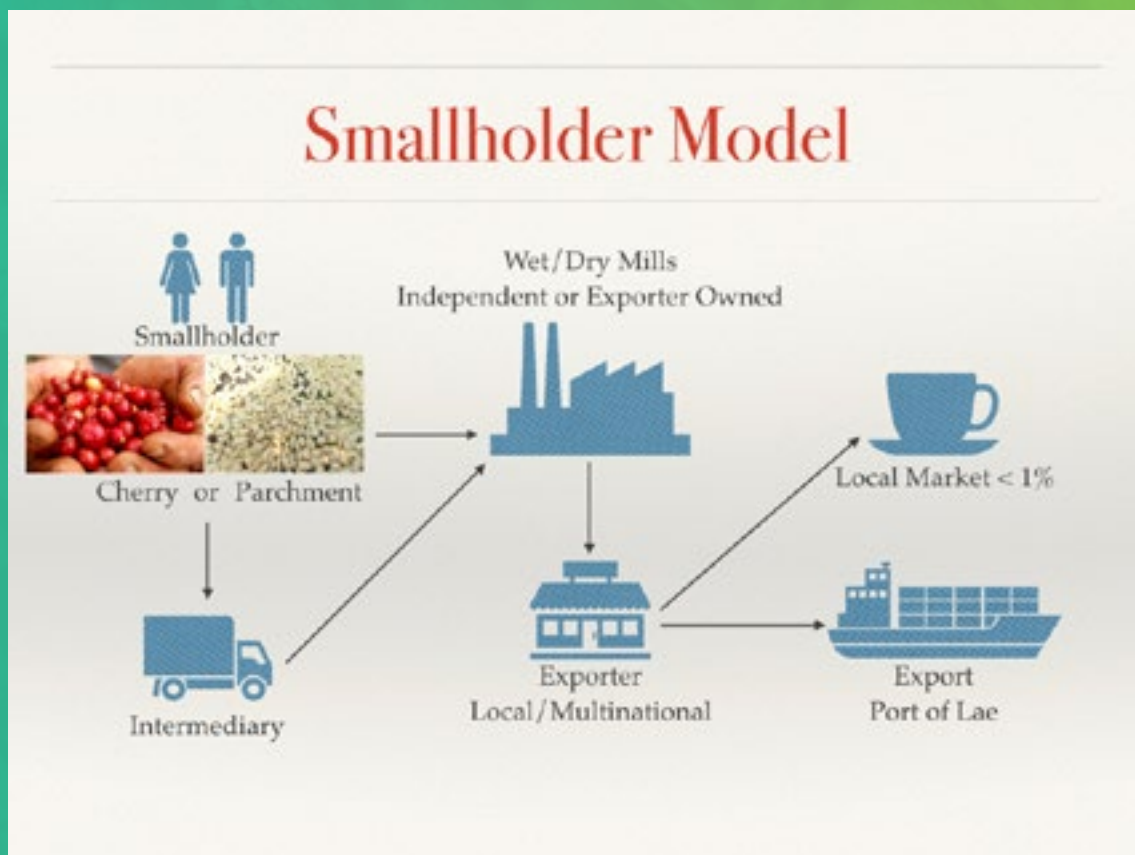 Smallholder Model
Smallholder
Cherry or Parchment
Intermediary
Wet/Dry Mills
Independent or Exporter Owned
Exporter
Local/Multinational
Local Market < 1%
Export
Port of Lae